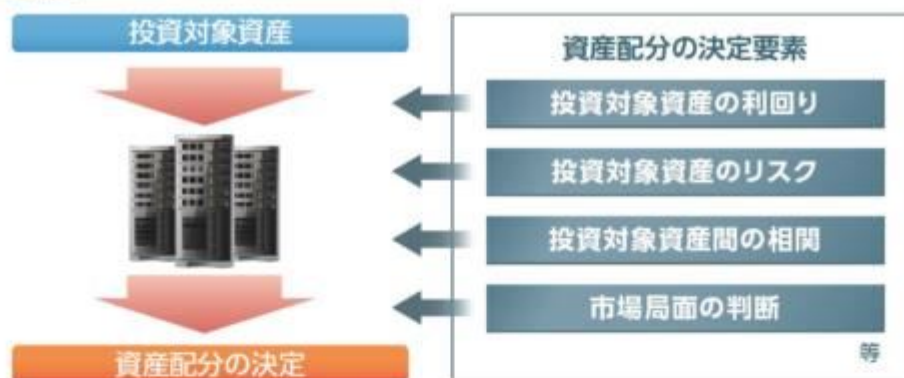 投資対象資産
資産配分の決定要素
投資対象資産の利回り
投資対象資産のリスク
投資対象資産間の相関
市場局面の判断
等
資産配分の決定